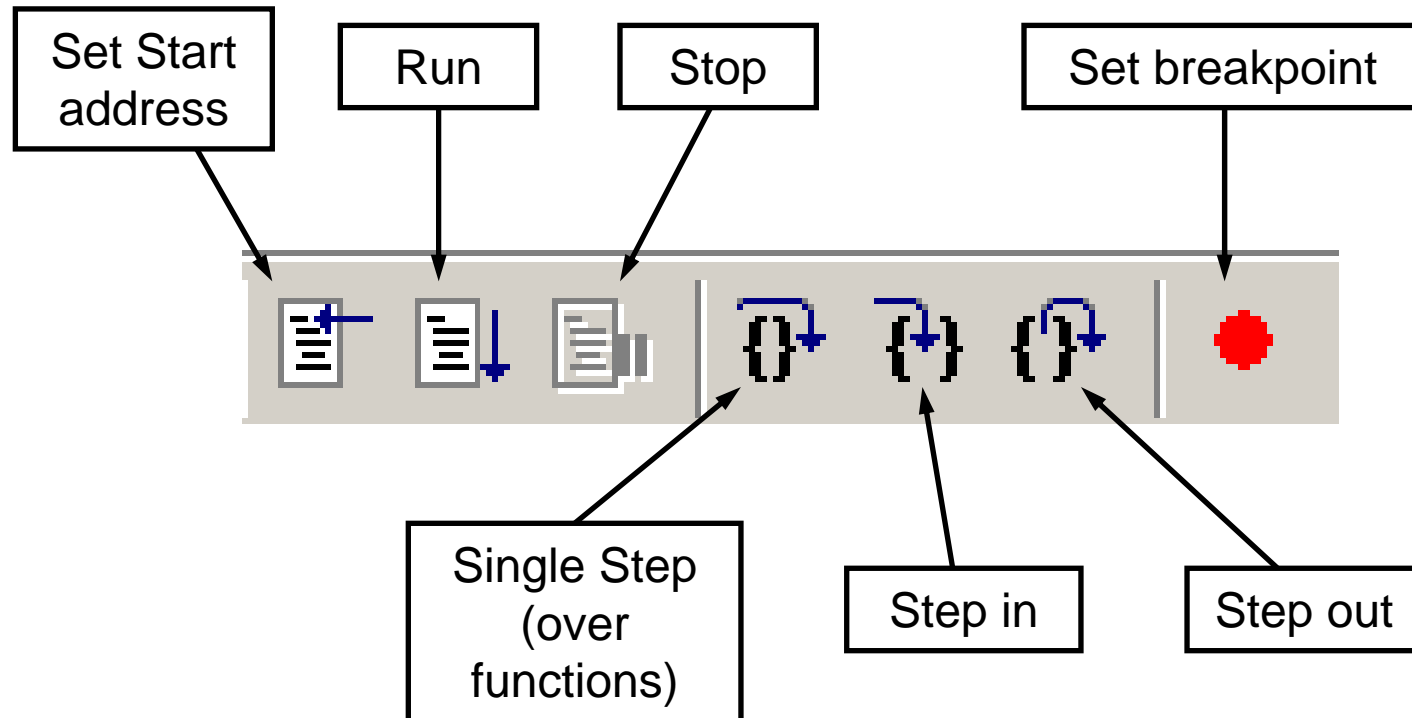 Set Start
address
Run
Stop
Set breakpoint
{}
{ }
{ }
Single Step
(over
functions)
Step in
Step out